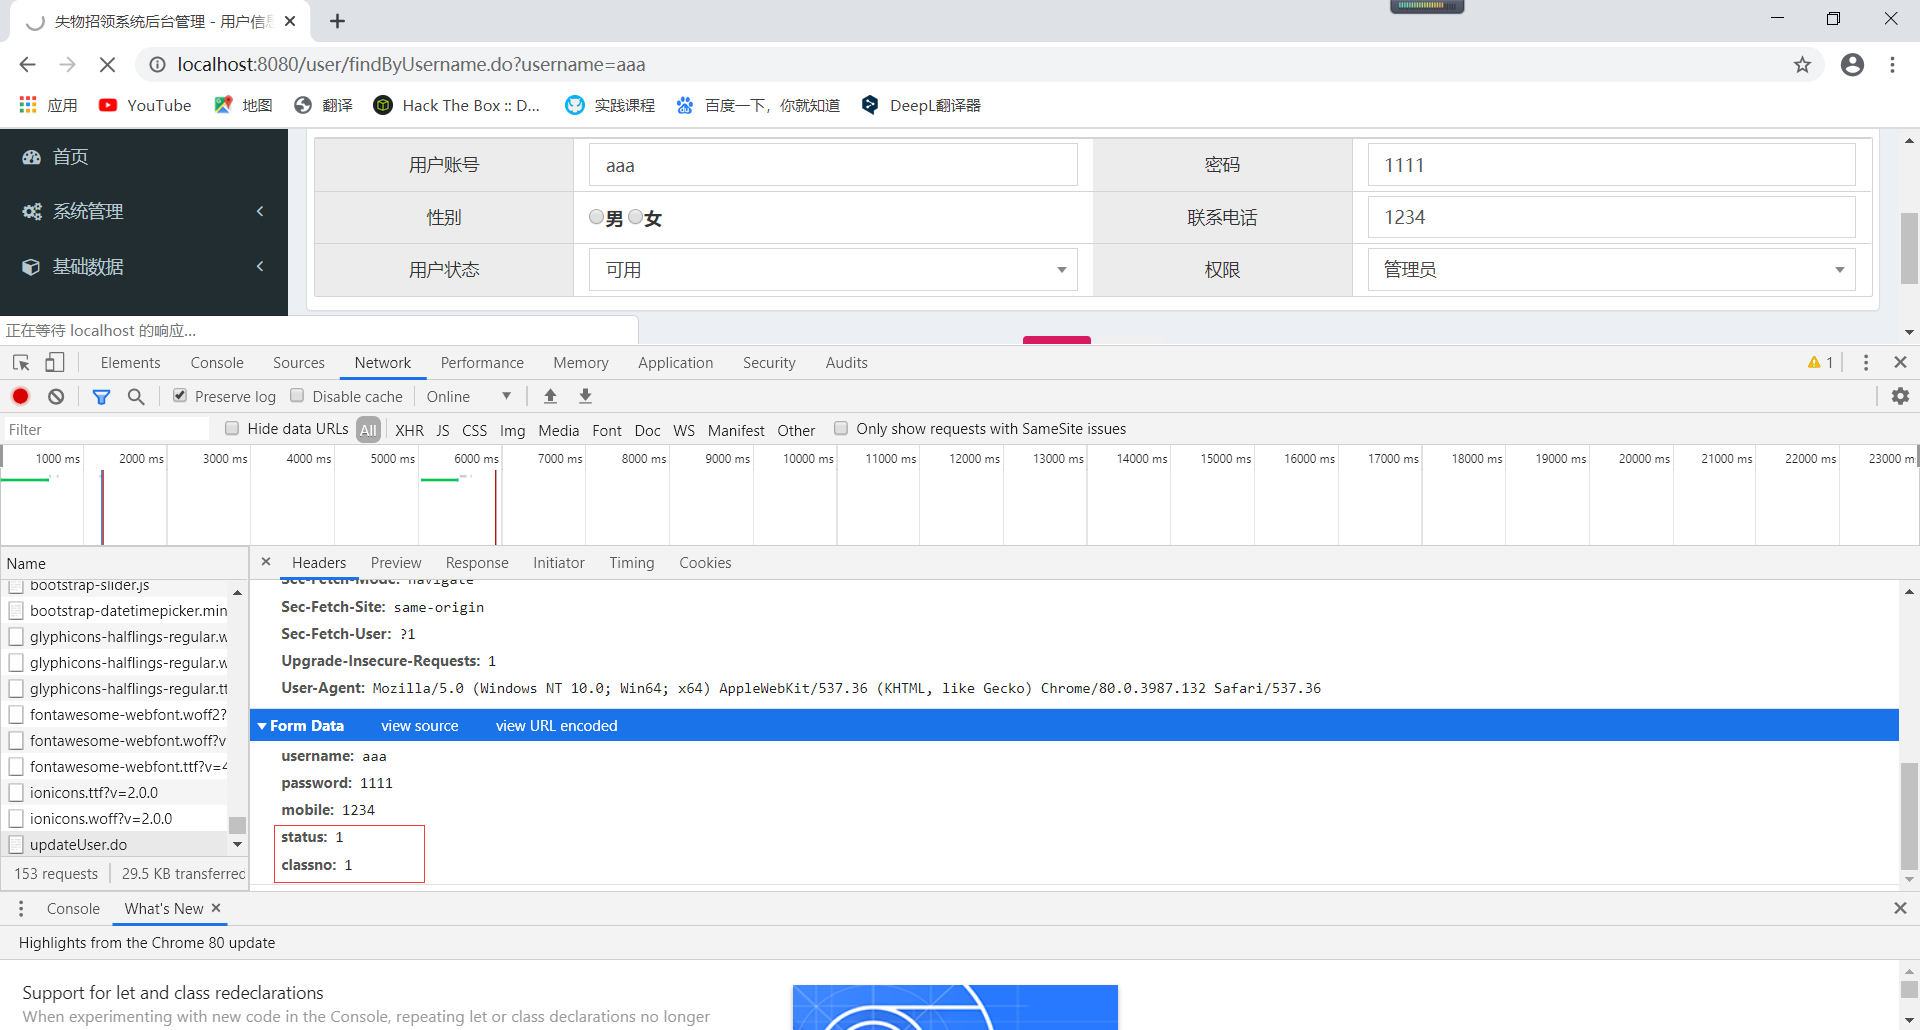 失物招领系统后台管理 - 用户信息
localhost:8080/user/findByUsername.do?username=aaa
应用 YouTube 地图 翻译 Hack The Box :: D... 实践课程 百度一下，你就知道 DeepL翻译器
首页
系统管理
基础数据
用户账号 aaa 密码 1111
性别 男 女 联系电话 1234
用户状态 可用 权限 管理员
正在等待 localhost 的响应...
Elements Console Sources Network Performance Memory Application Security Audits 1
Preserve log Disable cache Online
Filter Hide data URLs All XHR JS CSS Img Media Font Doc WS Manifest Other Only show requests with SameSite issues
1000 ms 2000 ms 3000 ms 4000 ms 5000 ms 6000 ms 7000 ms 8000 ms 9000 ms 10000 ms 11000 ms 12000 ms 13000 ms 14000 ms 15000 ms 16000 ms 17000 ms 18000 ms 19000 ms 20000 ms 21000 ms 22000 ms 23000 m
Name
bootstrap-slider.js
bootstrap-datetimepicker.min
glyphicons-halflings-regular.w
glyphicons-halflings-regular.w
glyphicons-halflings-regular.tt
fontawesome-webfont.woff2?
fontawesome-webfont.woff?v
fontawesome-webfont.ttf?v=4
ionicons.ttf?v=2.0.0
ionicons.woff?v=2.0.0
updateUser.do
153 requests 29.5 KB transferred
Headers Preview Response Initiator Timing Cookies
Sec-Fetch-Mode: navigate
Sec-Fetch-Site: same-origin
Sec-Fetch-User: ?1
Upgrade-Insecure-Requests: 1
User-Agent: Mozilla/5.0 (Windows NT 10.0; Win64; x64) AppleWebKit/537.36 (KHTML, like Gecko) Chrome/80.0.3987.132 Safari/537.36
Form Data view source view URL encoded
username: aaa
password: 1111
mobile: 1234
status: 1
classno: 1
Console What's New
Highlights from the Chrome 80 update
Support for let and class redeclarations
When experimenting with new code in the Console, repeating let or class declarations no longer